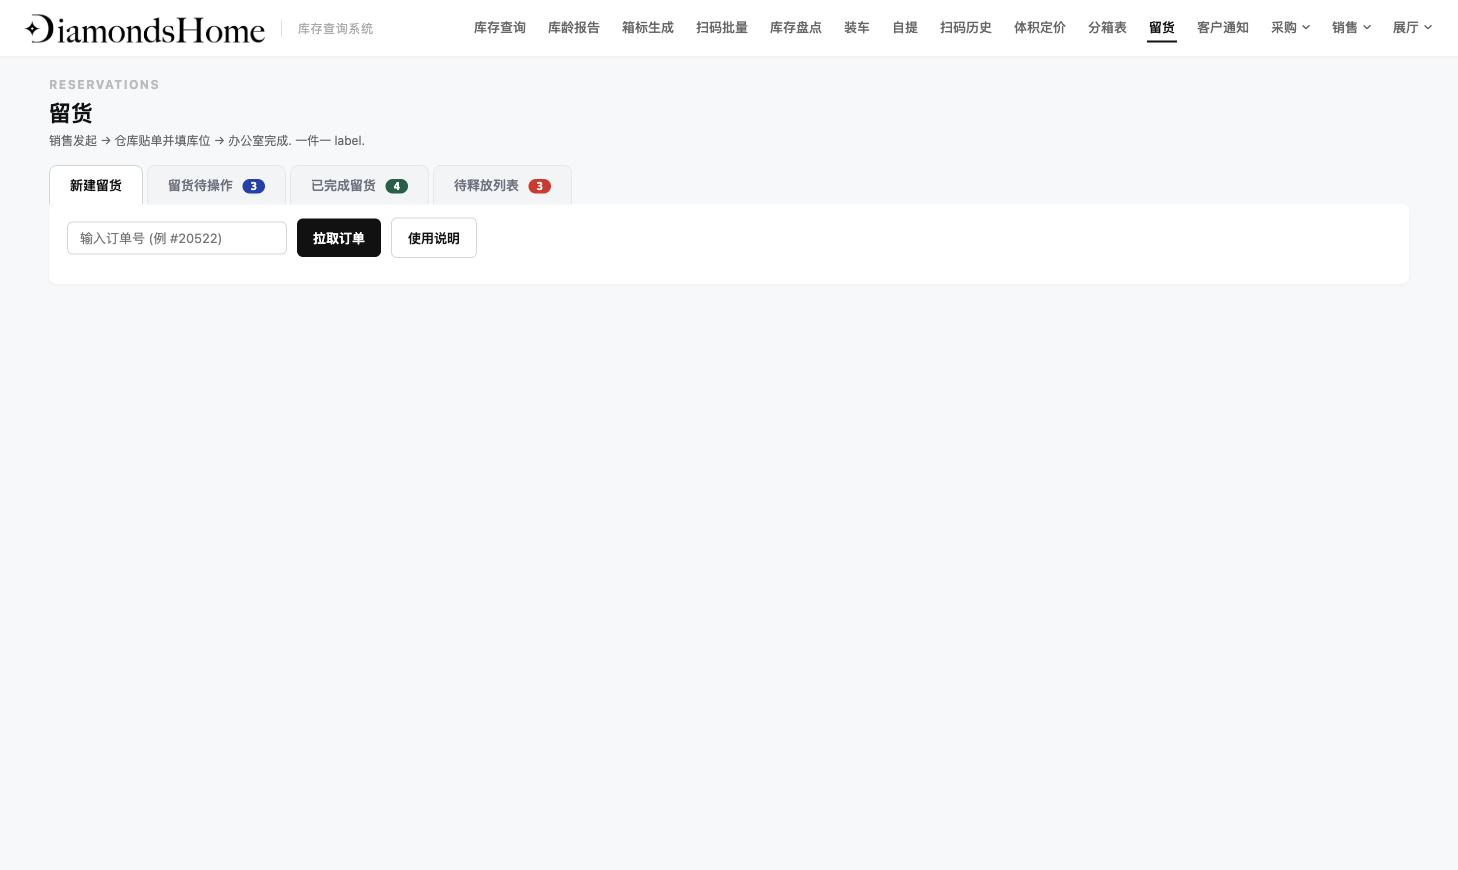 DiamondsHome
库存查询系统
库存查询 库龄报告 箱标生成 扫码批量 库存盘点 装车 自提 扫码历史 体积定价 分箱表 留货 客户通知 采购 销售 展厅
RESERVATIONS
留货
销售发起 → 仓库贴单并填库位 → 办公室完成. 一件一 label.
新建留货 留货待操作 3 已完成留货 4 待释放列表 3
输入订单号 (例 #20522) 拉取订单 使用说明